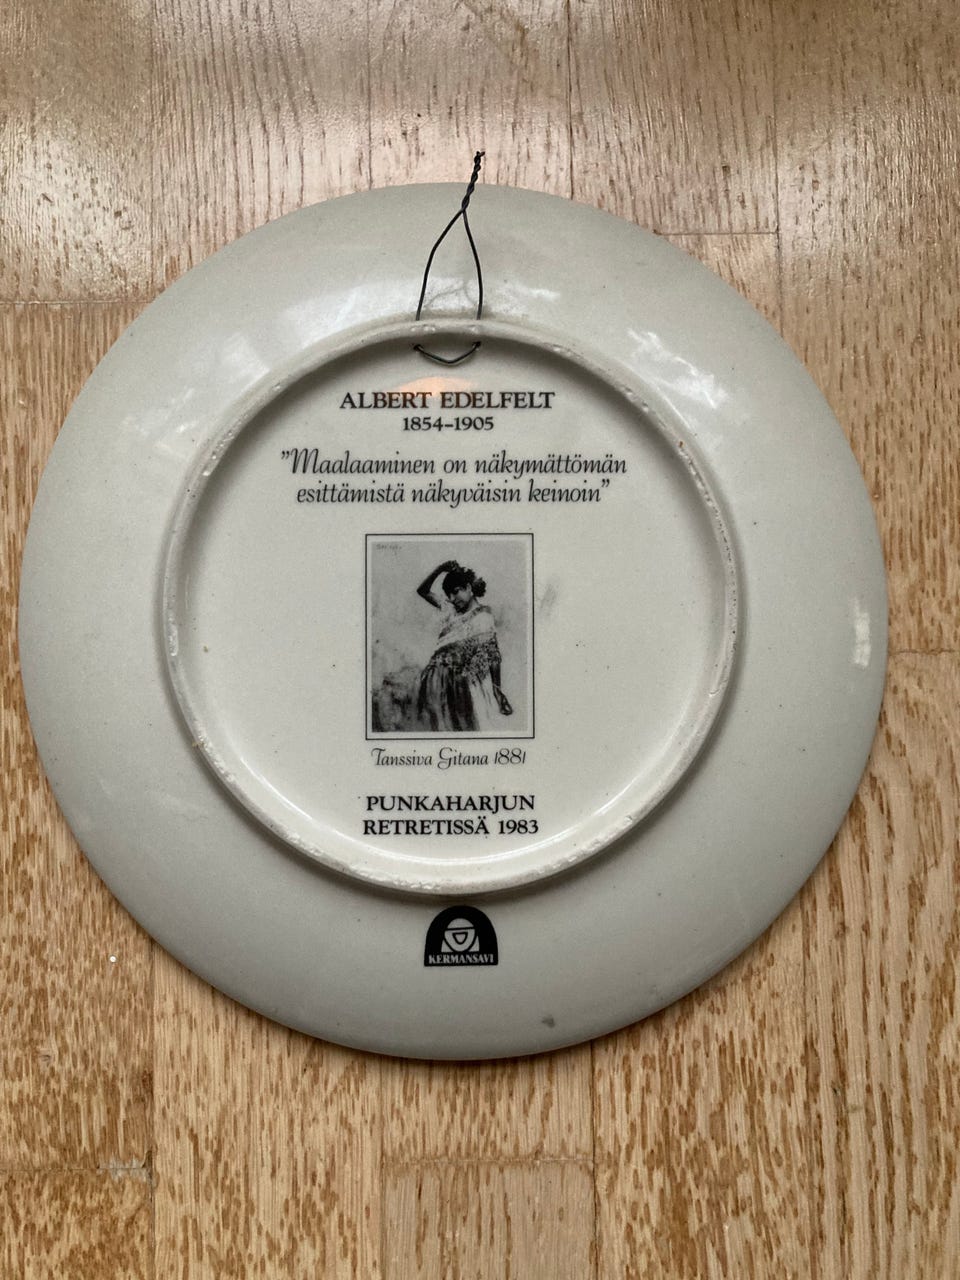 ALBERT EDELFELT
1854-1905
"Maalaaminen on näkymättömän
esittämistä näkyväisin keinoin"
Tanssiva Gitana 1881
PUNKAHARJUN
RETRETISSÄ 1983
KERMANSAVI